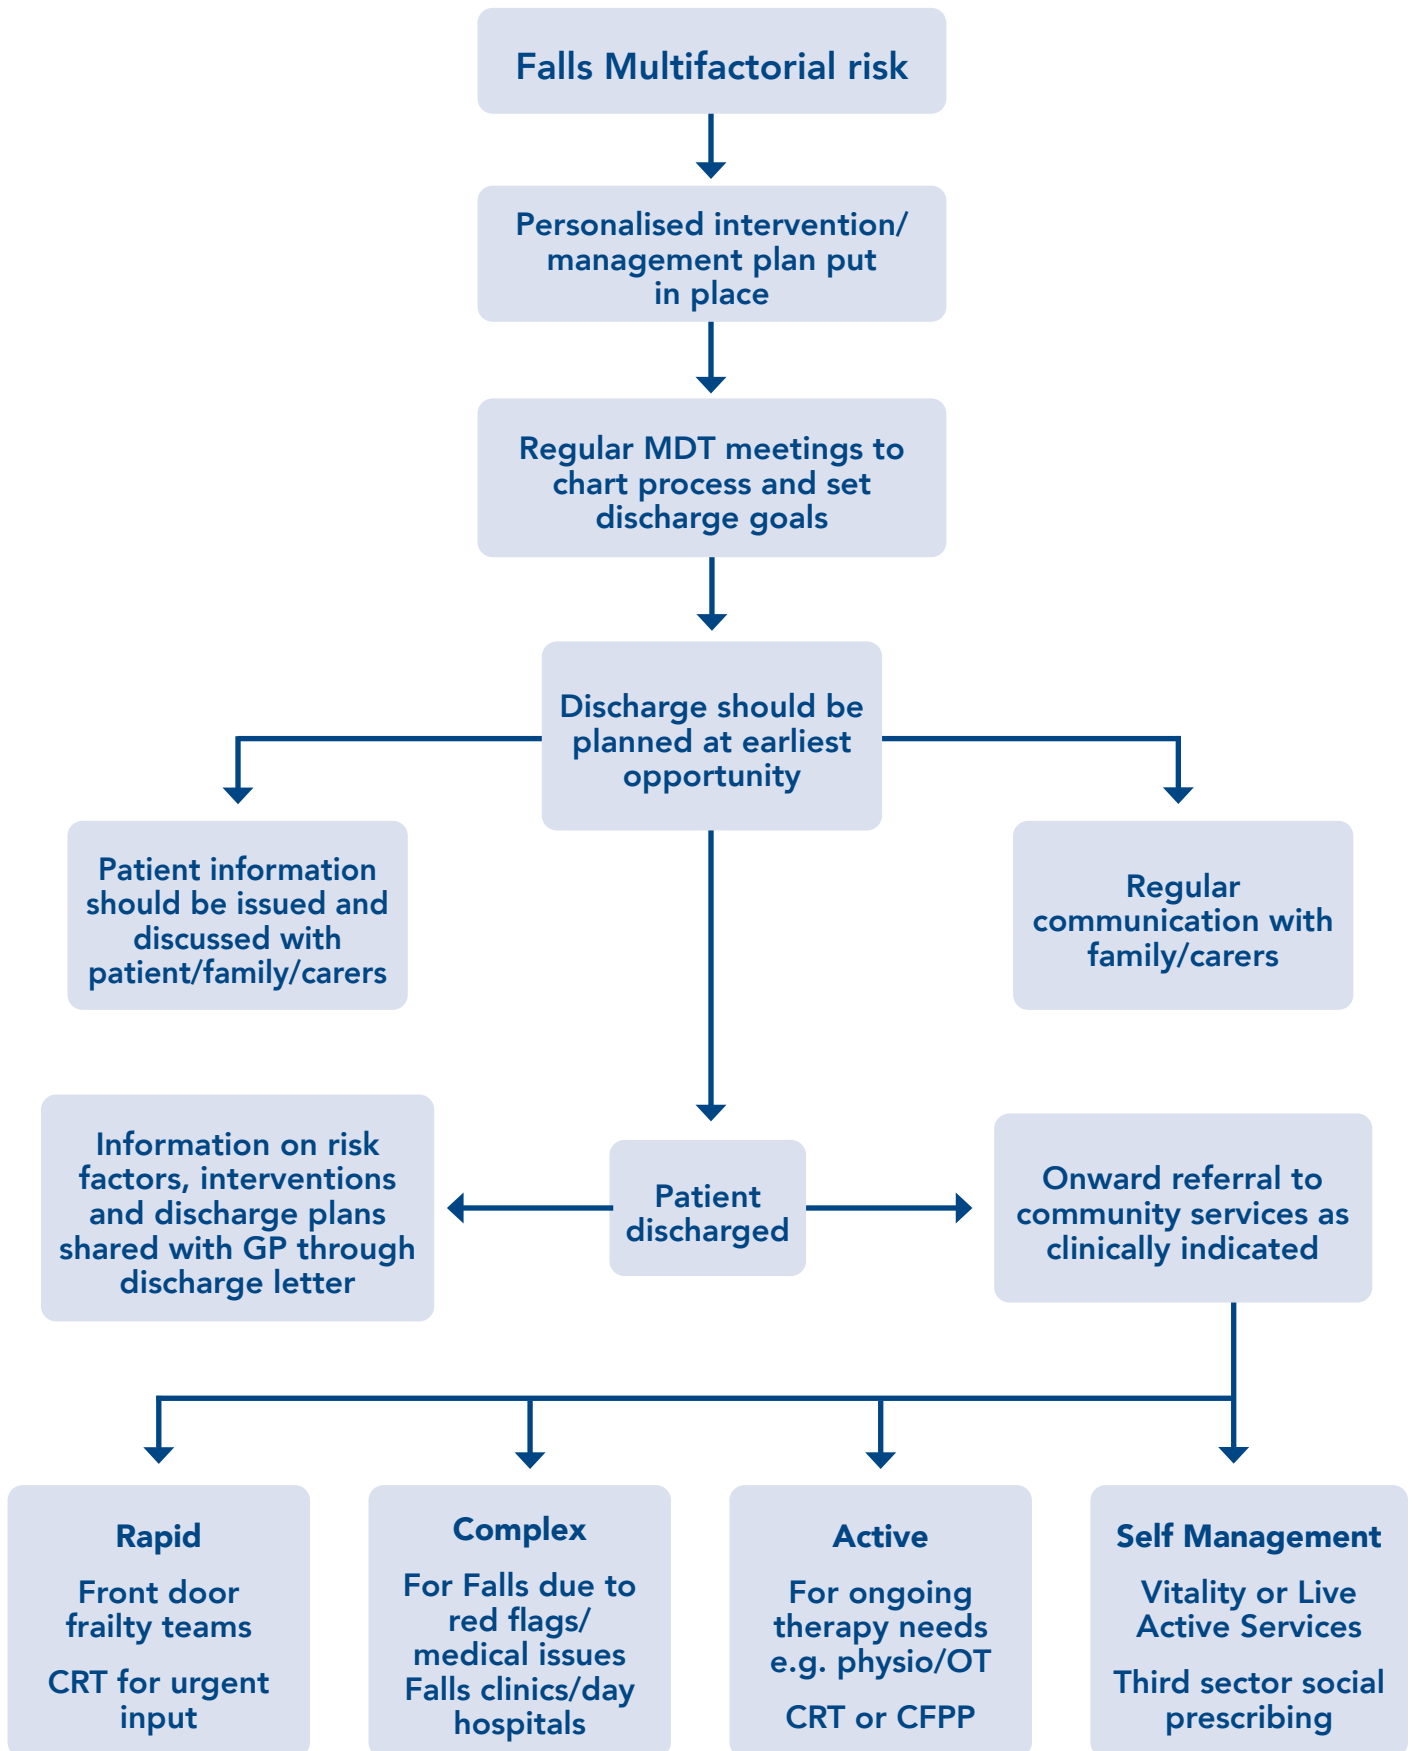 Falls Multifactorial risk
Personalised intervention/
management plan put
in place
Regular MDT meetings to
chart process and set
discharge goals
Discharge should be
planned at earliest
opportunity
Patient information
should be issued and
discussed with
patient/family/carers
Regular
communication with
family/carers
Information on risk
factors, interventions
and discharge plans
shared with GP through
discharge letter
Patient
discharged
Onward referral to
community services as
clinically indicated
Rapid
Front door
frailty teams
CRT for urgent
input
Complex
For Falls due to
red flags/
medical issues
Falls clinics/day
hospitals
Active
For ongoing
therapy needs
e.g. physio/OT
CRT or CFPP
Self Management
Vitality or Live
Active Services
Third sector social
prescribing